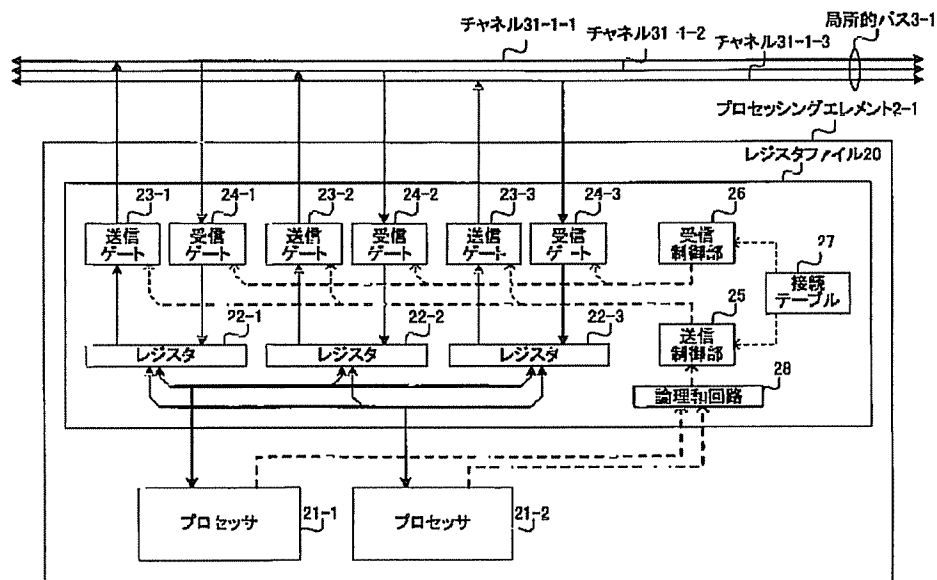 チャネル31-1-1
チャネル31-1-2
チャネル31-1-3
局所的バス3-1
プロセッシングエレメント2-1
レジスタファイル20
23-1
24-1
23-2
24-2
23-3
24-3
26
送信
ゲート
受信
ゲート
送信
ゲート
受信
ゲート
送信
ゲート
受信
ゲート
受信
制御部
27
接続
テーブル
25
送信
制御部
22-1
22-2
22-3
レジスタ
レジスタ
レジスタ
28
論理和回路
プロセッサ
21-1
プロセッサ
21-2